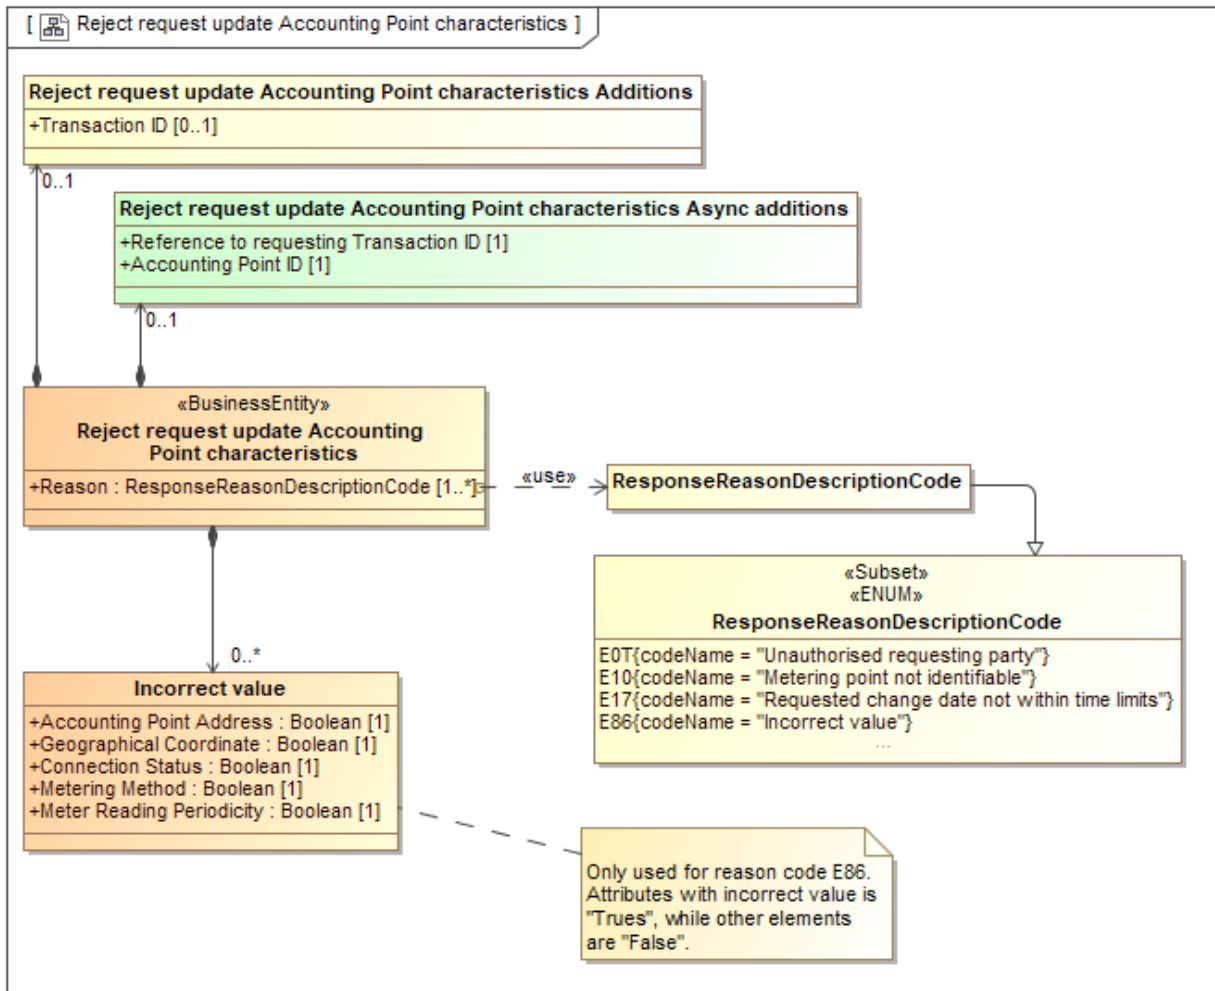 [ Reject request update Accounting Point characteristics ]
Reject request update Accounting Point characteristics Additions
+Transaction ID [0..1]
0..1
Reject request update Accounting Point characteristics Async additions
+Reference to requesting Transaction ID [1]
+Accounting Point ID [1]
0..1
«BusinessEntity»
Reject request update Accounting
Point characteristics
+Reason : ResponseReasonDescriptionCode [1..*]
«use»
ResponseReasonDescriptionCode
«Subset»
«ENUM»
ResponseReasonDescriptionCode
E0T{codeName = "Unauthorised requesting party"}
E10{codeName = "Metering point not identifiable"}
E17{codeName = "Requested change date not within time limits"}
E86{codeName = "Incorrect value"}
...
0..*
Incorrect value
+Accounting Point Address : Boolean [1]
+Geographical Coordinate : Boolean [1]
+Connection Status : Boolean [1]
+Metering Method : Boolean [1]
+Meter Reading Periodicity : Boolean [1]
Only used for reason code E86.
Attributes with incorrect value is
"Trues", while other elements
are "False".